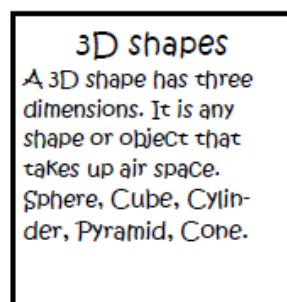 3D shapes
A 3D shape has three
dimensions. It is any
shape or object that
takes up air space.
Sphere, Cube, Cylin-
der, Pyramid, Cone.